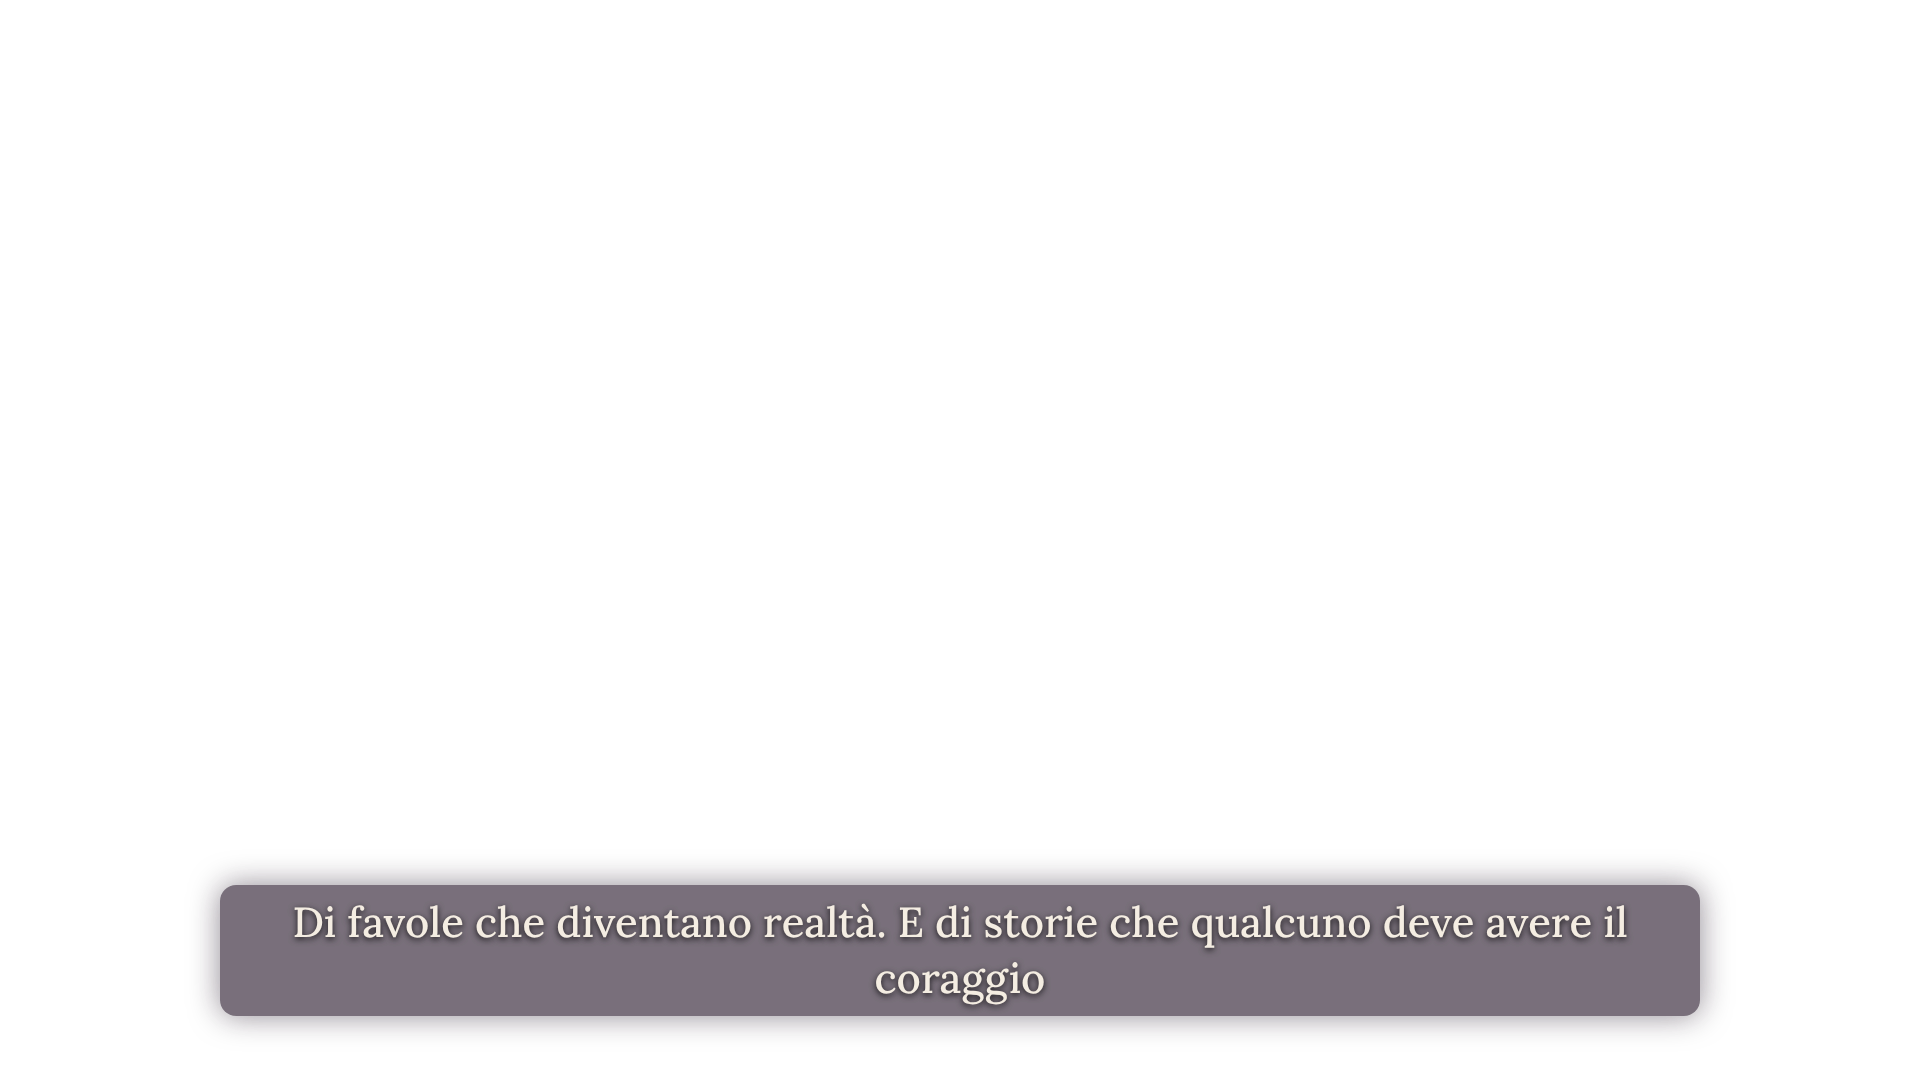 Di favole che diventano realtà. E di storie che qualcuno deve avere il
coraggio